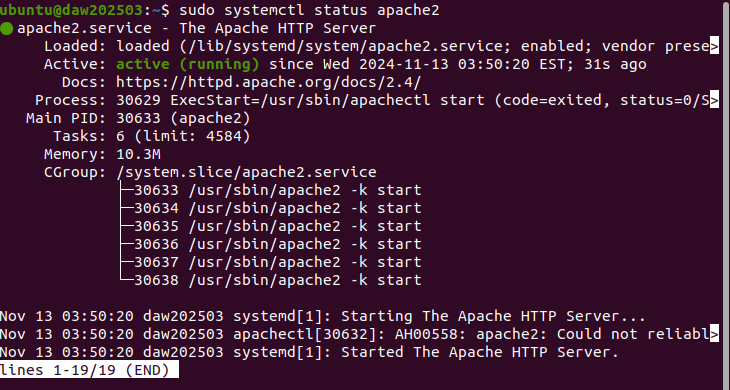 ubuntu@daw202503:~$ sudo systemctl status apache2
● apache2.service - The Apache HTTP Server
     Loaded: loaded (/lib/systemd/system/apache2.service; enabled; vendor prese>
     Active: active (running) since Wed 2024-11-13 03:50:20 EST; 31s ago
       Docs: https://httpd.apache.org/docs/2.4/
    Process: 30629 ExecStart=/usr/sbin/apachectl start (code=exited, status=0/S>
   Main PID: 30633 (apache2)
      Tasks: 6 (limit: 4584)
     Memory: 10.3M
     CGroup: /system.slice/apache2.service
             ├─30633 /usr/sbin/apache2 -k start
             ├─30634 /usr/sbin/apache2 -k start
             ├─30635 /usr/sbin/apache2 -k start
             ├─30636 /usr/sbin/apache2 -k start
             ├─30637 /usr/sbin/apache2 -k start
             └─30638 /usr/sbin/apache2 -k start
Nov 13 03:50:20 daw202503 systemd[1]: Starting The Apache HTTP Server...
Nov 13 03:50:20 daw202503 apachectl[30632]: AH00558: apache2: Could not reliabl>
Nov 13 03:50:20 daw202503 systemd[1]: Started The Apache HTTP Server.
lines 1-19/19 (END)